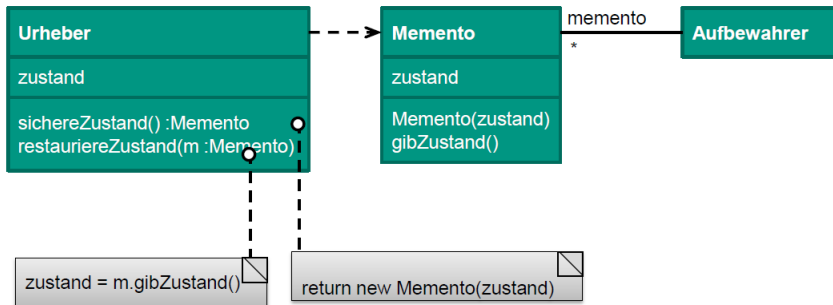 Urheber
zustand
sichereZustand() :Memento
restauriereZustand(m :Memento)
Memento
zustand
Memento(zustand)
gibZustand()
memento
*
Aufbewahrer
zustand = m.gibZustand()
return new Memento(zustand)